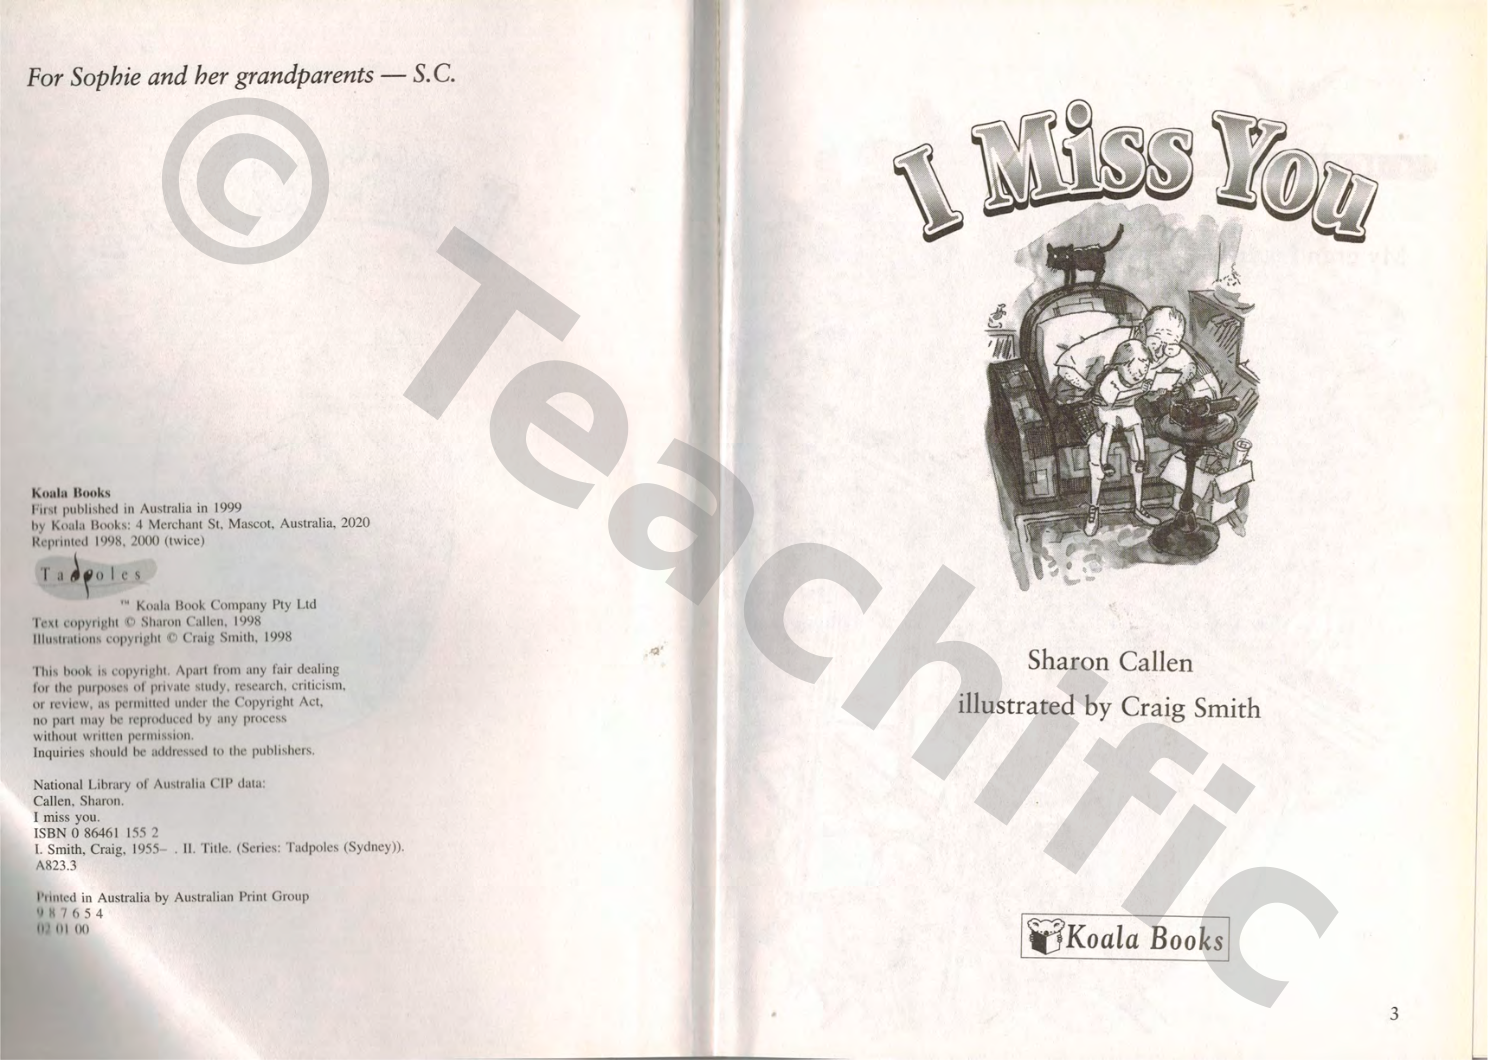 For Sophie and her grandparents — S.C.
Koala Books
First published in Australia in 1999
by Koala Books: 4 Merchant St, Mascot, Australia, 2020
Reprinted 1998, 2000 (twice)
Tadpoles
™ Koala Book Company Pty Ltd
Text copyright © Sharon Callen, 1998
Illustrations copyright © Craig Smith, 1998
This book is copyright. Apart from any fair dealing
for the purposes of private study, research, criticism,
or review, as permitted under the Copyright Act,
no part may be reproduced by any process
without written permission.
Inquiries should be addressed to the publishers.
National Library of Australia CIP data:
Callen, Sharon.
I miss you.
ISBN 0 86461 155 2
I. Smith, Craig, 1955– . II. Title. (Series: Tadpoles (Sydney)).
A823.3
Printed in Australia by Australian Print Group
9 8 7 6 5 4
02 01 00
© Teachific
I Miss You
Sharon Callen
illustrated by Craig Smith
Koala Books
3